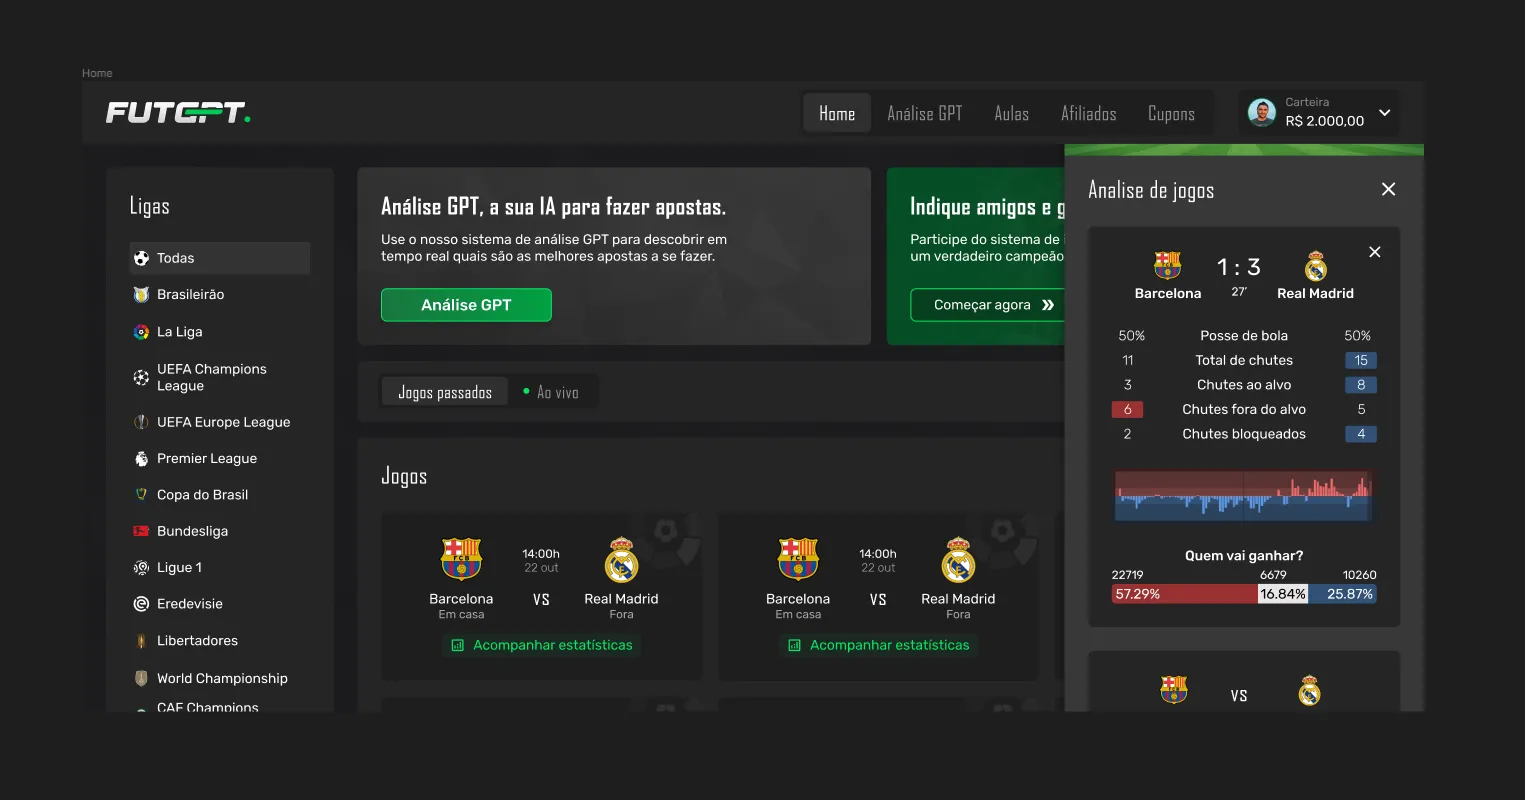 Home
FUTGPT.
Home Análise GPT Aulas Afiliados Cupons
Carteira
R$ 2.000,00
Ligas
Todas
Brasileirão
La Liga
UEFA Champions
League
UEFA Europe League
Premier League
Copa do Brasil
Bundesliga
Ligue 1
Eredevisie
Libertadores
World Championship
CAF Champions
Análise GPT, a sua IA para fazer apostas.
Use o nosso sistema de análise GPT para descobrir em
tempo real quais são as melhores apostas a se fazer.
Análise GPT
Indique amigos e g
Participe do sistema de i
um verdadeiro campeão
Começar agora
Jogos passados Ao vivo
Jogos
14:00h
22 out
Barcelona VS Real Madrid
Em casa Fora
Acompanhar estatísticas
14:00h
22 out
Barcelona VS Real Madrid
Em casa Fora
Acompanhar estatísticas
Analise de jogos
1 : 3
Barcelona 27' Real Madrid
50% Posse de bola 50%
11 Total de chutes 15
3 Chutes ao alvo 8
6 Chutes fora do alvo 5
2 Chutes bloqueados 4
Quem vai ganhar?
22719 6679 10260
57.29% 16.84% 25.87%
VS